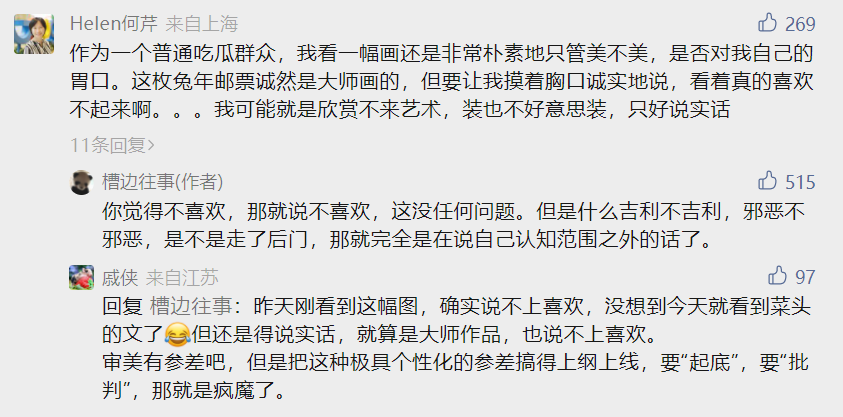 Helen何芹 来自上海 269
作为一个普通吃瓜群众，我看一幅画还是非常朴素地只管美不美，是否对我自己的
胃口。这枚兔年邮票诚然是大师画的，但要让我摸着胸口诚实地说，看着真的喜欢
不起来啊。。。我可能就是欣赏不来艺术，装也不好意思装，只好说实话
11条回复>
槽边往事(作者) 515
你觉得不喜欢，那就说不喜欢，这没任何问题。但是什么吉利不吉利，邪恶不
邪恶，是不是走了后门，那就完全是在说自己认知范围之外的话了。
戚侠 来自江苏 97
回复 槽边往事：昨天刚看到这幅图，确实说不上喜欢，没想到今天就看到菜头
的文了😂但还是得说实话，就算是大师作品，也说不上喜欢。
审美有参差吧，但是把这种极具个性化的参差搞得上纲上线，要“起底”，要“批
判”，那就是疯魔了。